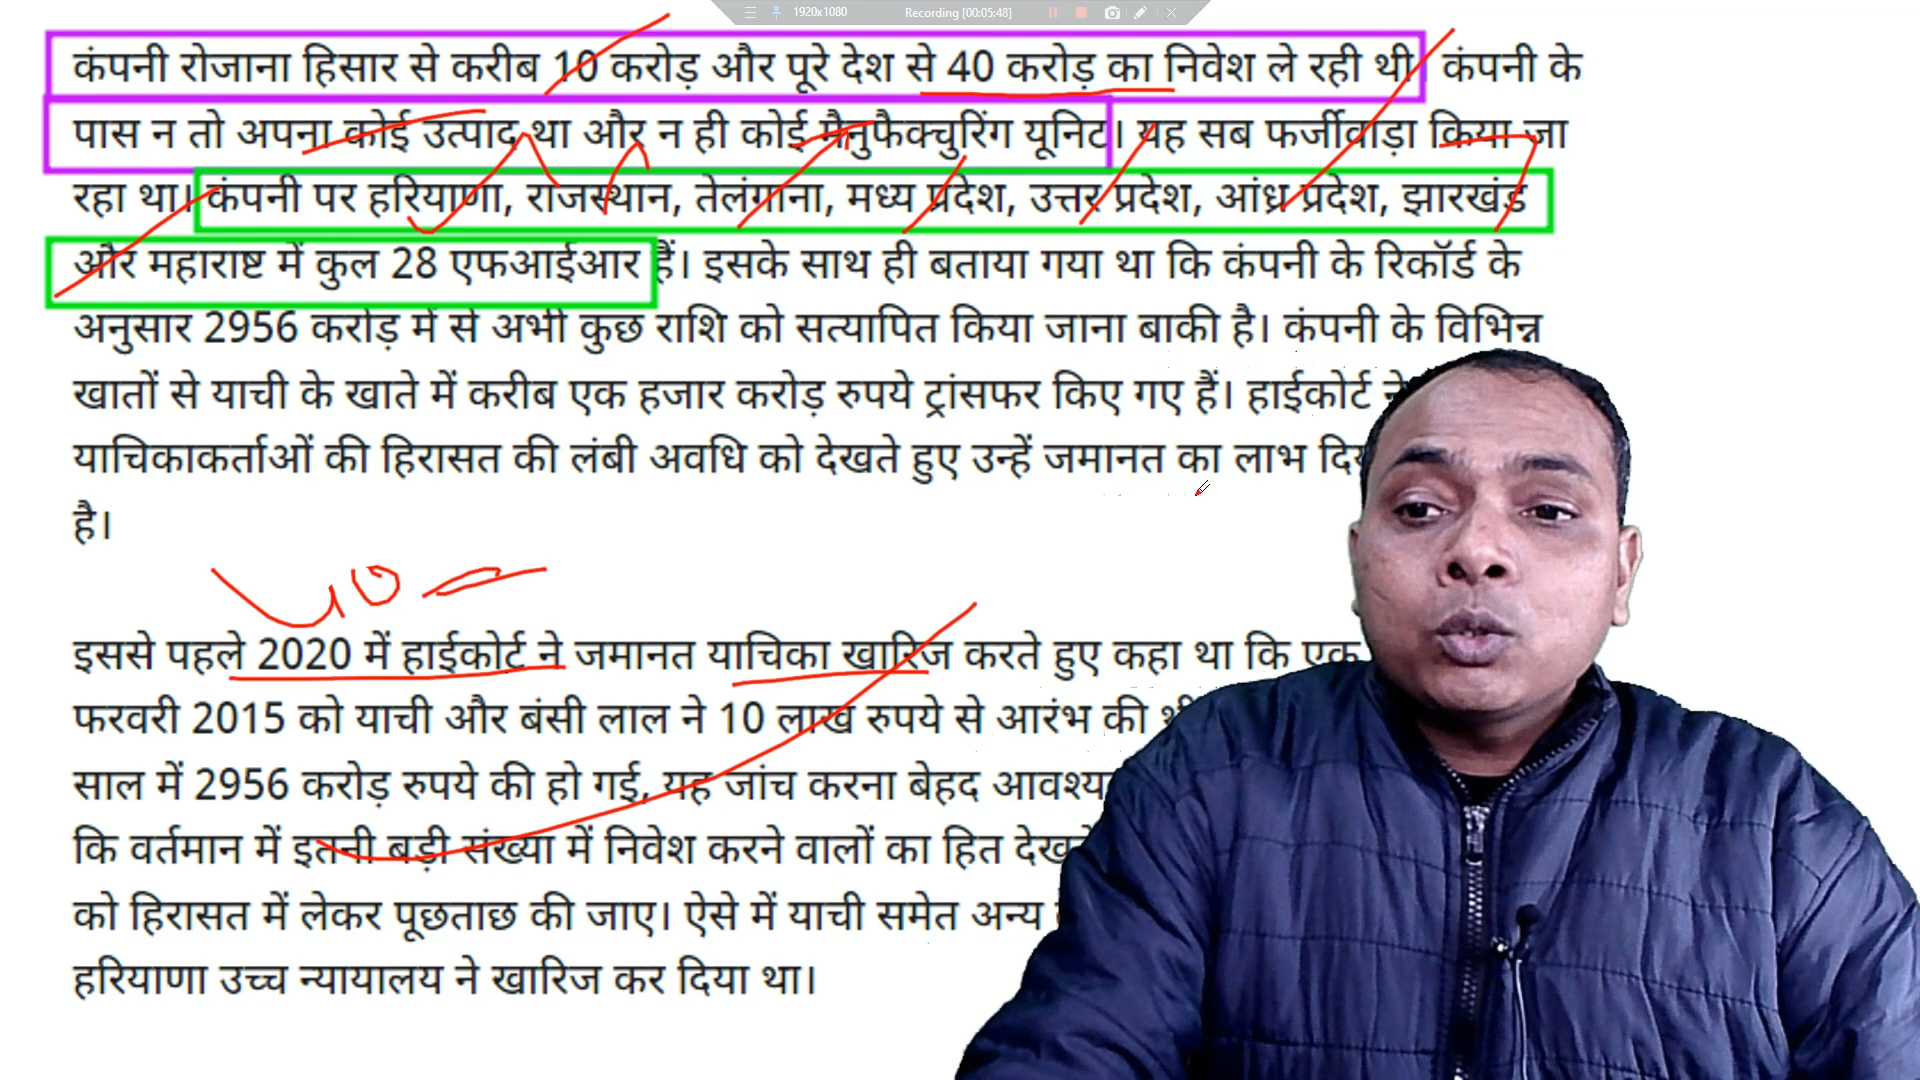 1920x1080 Recording [00:05:48]
कंपनी रोजाना हिसार से करीब 10 करोड़ और पूरे देश से 40 करोड़ का निवेश ले रही थी कंपनी के
पास न तो अपना कोई उत्पाद था और न ही कोई मैनुफैक्चुरिंग यूनिट। यह सब फर्जीवाड़ा किया जा
रहा था। कंपनी पर हरियाणा, राजस्थान, तेलंगाना, मध्य प्रदेश, उत्तर प्रदेश, आंध्र प्रदेश, झारखंड
और महाराष्ट में कुल 28 एफआईआर हैं। इसके साथ ही बताया गया था कि कंपनी के रिकॉर्ड के
अनुसार 2956 करोड़ में से अभी कुछ राशि को सत्यापित किया जाना बाकी है। कंपनी के विभिन्न
खातों से याची के खाते में करीब एक हजार करोड़ रुपये ट्रांसफर किए गए हैं। हाईकोर्ट ने
याचिकाकर्ताओं की हिरासत की लंबी अवधि को देखते हुए उन्हें जमानत का लाभ
है।
इससे पहले 2020 में हाईकोर्ट ने जमानत याचिका खारिज करते हुए कहा था कि एक
फरवरी 2015 को याची और बंसी लाल ने 10 लाख रुपये से आरंभ की
साल में 2956 करोड़ रुपये की हो गई, यह जांच करना बेहद
कि वर्तमान में इतनी बड़ी संख्या में निवेश करने वालों का हित
को हिरासत में लेकर पूछताछ की जाए। ऐसे में याची समेत अन्य
हरियाणा उच्च न्यायालय ने खारिज कर दिया था।